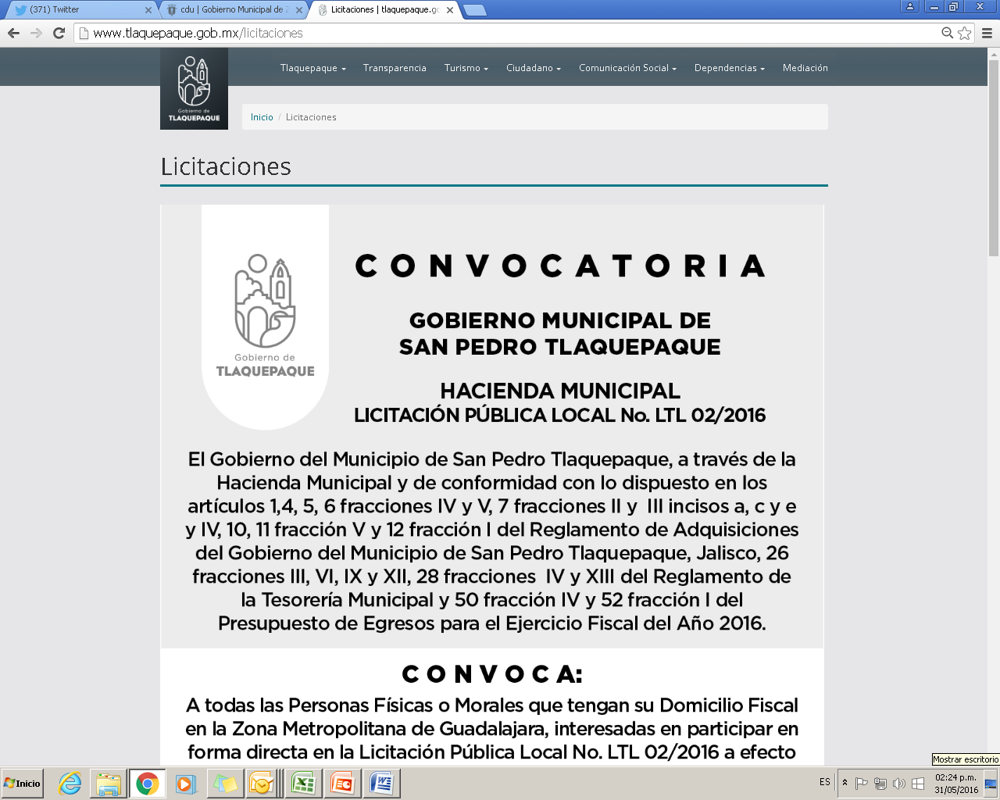 (371) Twitter
cdu | Gobierno Municipal de
Licitaciones | tlaquepaque.go
www.tlaquepaque.gob.mx/licitaciones
Gobierno de
TLAQUEPAQUE
Tlaquepaque Transparencia Turismo Ciudadano Comunicación Social Dependencias Mediación
Inicio / Licitaciones
Licitaciones
Gobierno de
TLAQUEPAQUE
CONVOCATORIA
GOBIERNO MUNICIPAL DE
SAN PEDRO TLAQUEPAQUE
HACIENDA MUNICIPAL
LICITACIÓN PÚBLICA LOCAL No. LTL 02/2016
El Gobierno del Municipio de San Pedro Tlaquepaque, a través de la
Hacienda Municipal y de conformidad con lo dispuesto en los
artículos 1,4, 5, 6 fracciones IV y V, 7 fracciones II y III incisos a, c y e
y IV, 10, 11 fracción V y 12 fracción I del Reglamento de Adquisiciones
del Gobierno del Municipio de San Pedro Tlaquepaque, Jalisco, 26
fracciones III, VI, IX y XII, 28 fracciones IV y XIII del Reglamento de
la Tesorería Municipal y 50 fracción IV y 52 fracción I del
Presupuesto de Egresos para el Ejercicio Fiscal del Año 2016.
CONVOCA:
A todas las Personas Físicas o Morales que tengan su Domicilio Fiscal
en la Zona Metropolitana de Guadalajara, interesadas en participar en
forma directa en la Licitación Pública Local No. LTL 02/2016 a efecto
Mostrar escritorio
Inicio
ES
02:24 p.m.
31/05/2016